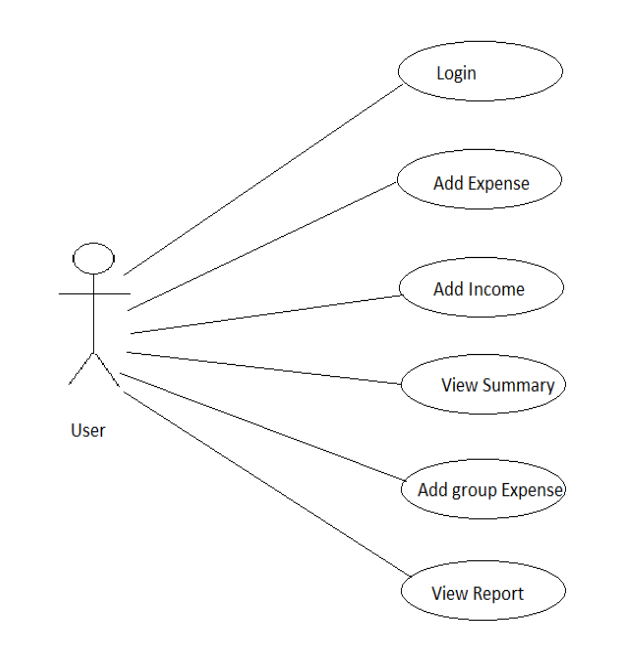 Login
Add Expense
Add Income
View Summary
User
Add group Expense
View Report